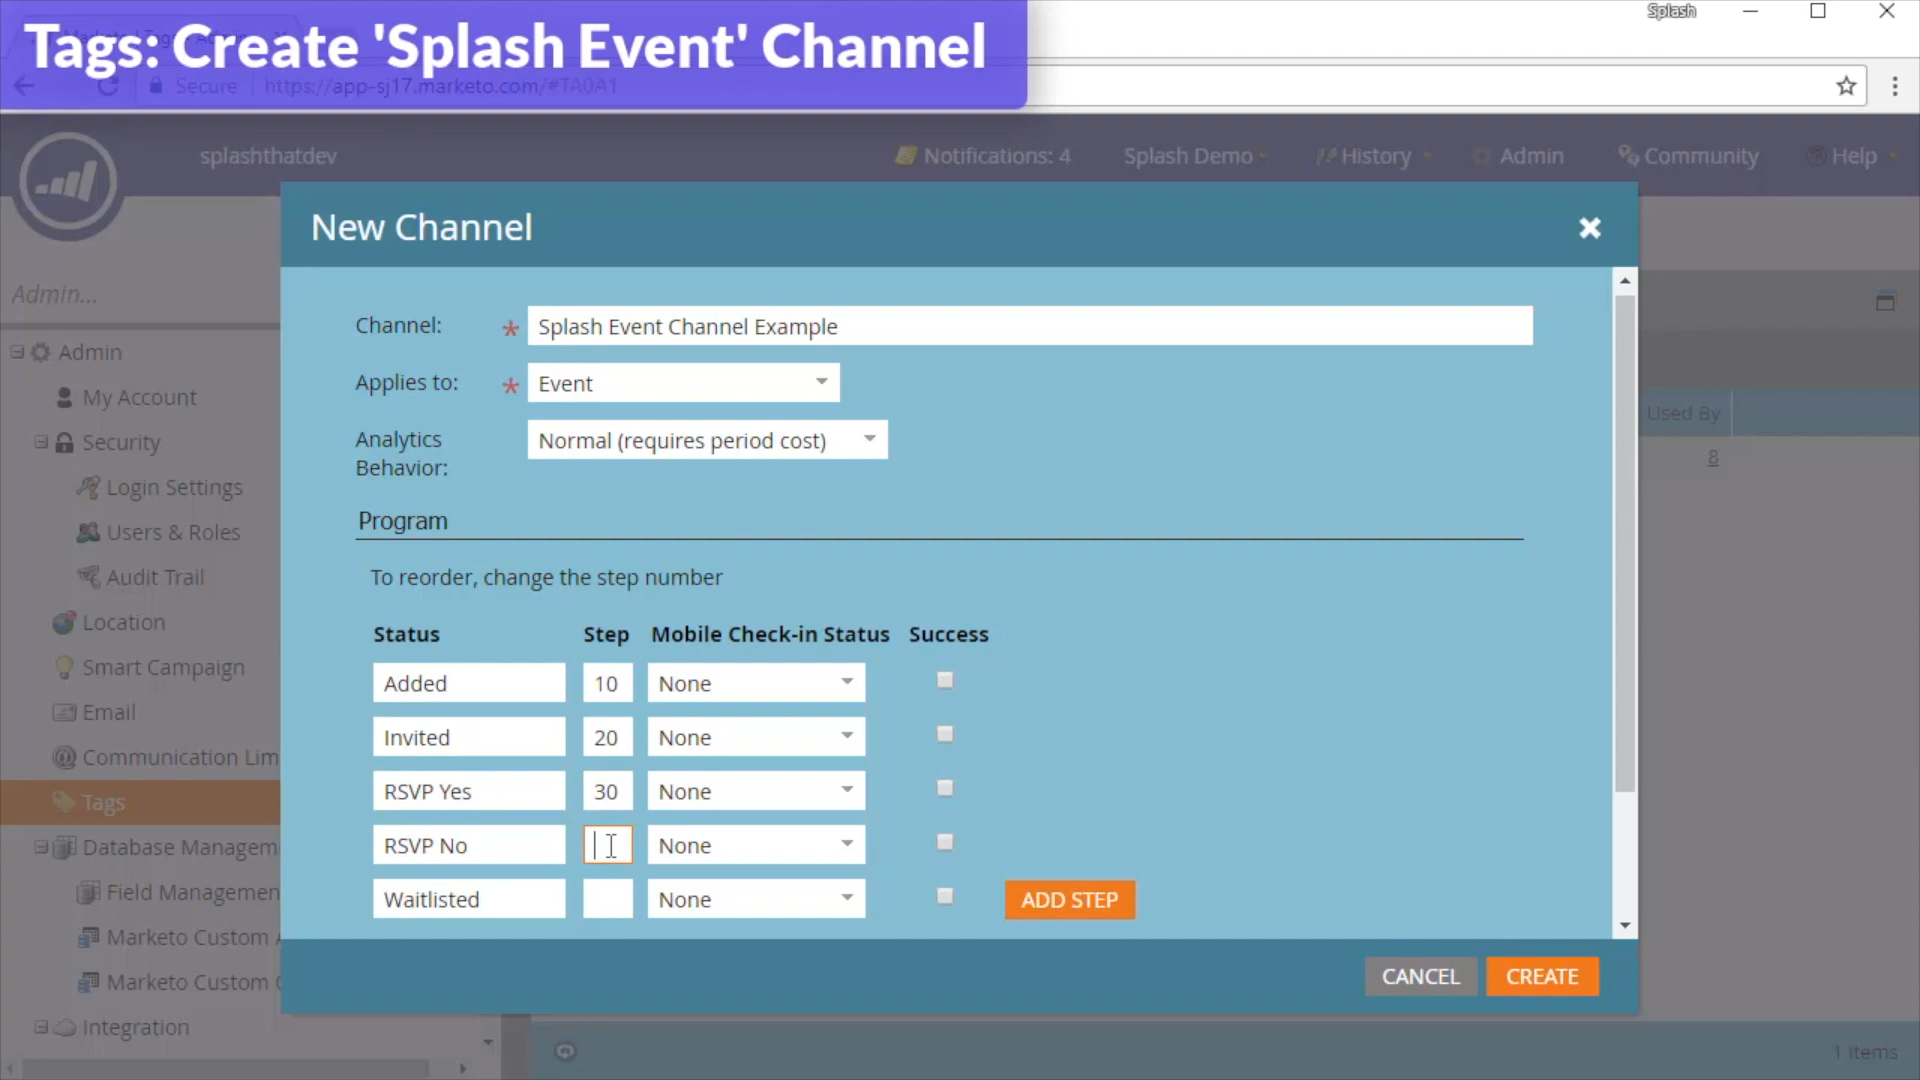 Tags: Create 'Splash Event' Channel
Splash
Secure
https://app-sj17.marketo.com/#TA0A1
splashthatdev
Notifications: 4
Splash Demo
History
Admin
Community
Help
New Channel
Admin...
Admin
My Account
Security
Login Settings
Users & Roles
Audit Trail
Location
Smart Campaign
Email
Communication Lim
Tags
Database Managem
Field Managemen
Marketo Custom A
Marketo Custom
Integration
Channel: * Splash Event Channel Example
Applies to: * Event
Analytics Behavior: Normal (requires period cost)
Program
To reorder, change the step number
Status Step Mobile Check-in Status Success
Added 10 None
Invited 20 None
RSVP Yes 30 None
RSVP No None
Waitlisted None ADD STEP
CANCEL CREATE
Used By
8
1 Items